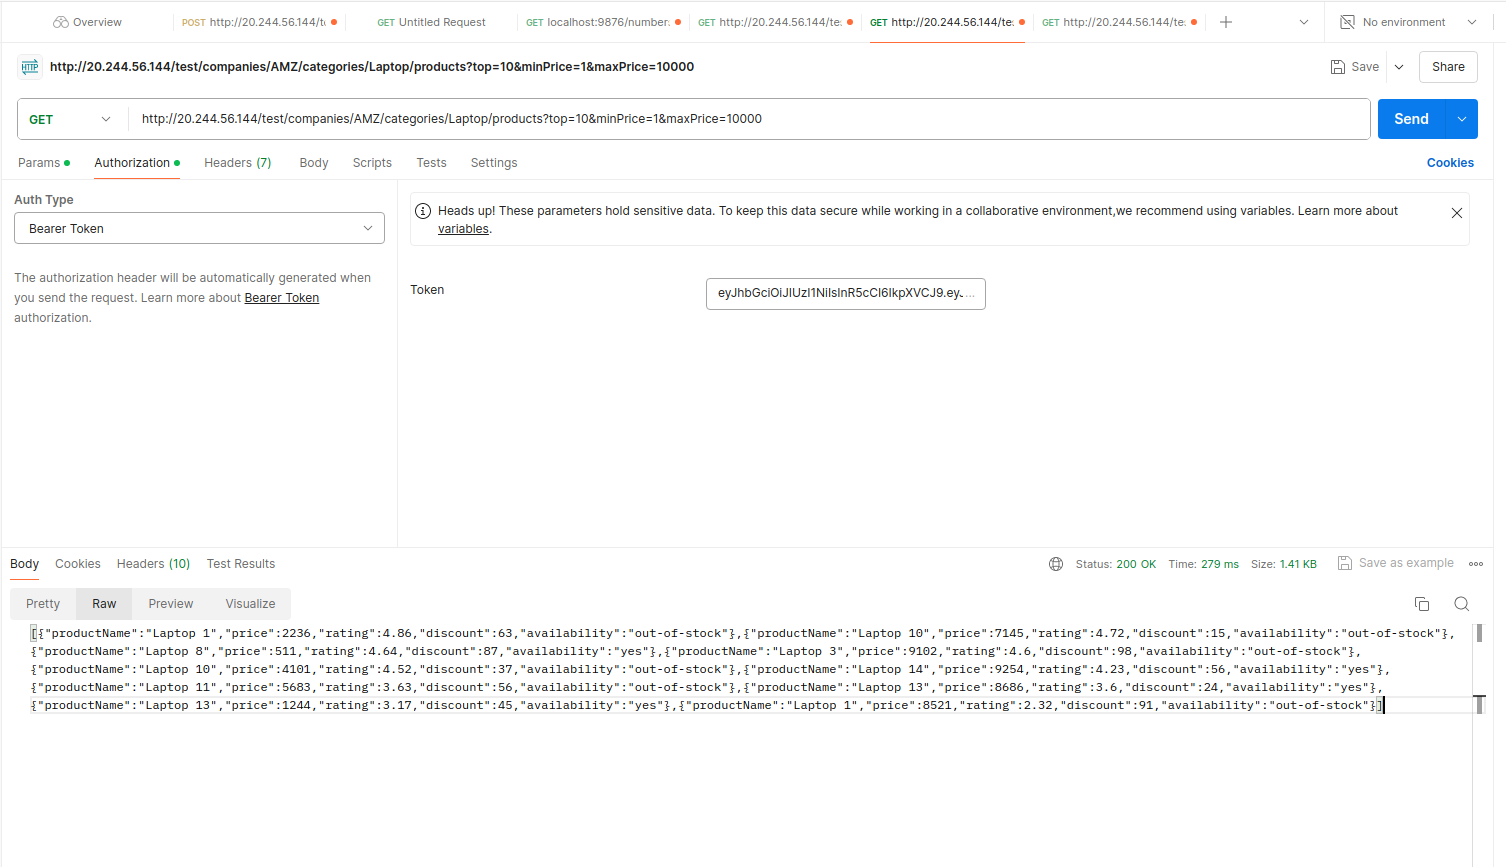 Overview
POST http://20.244.56.144/t
GET Untitled Request
GET localhost:9876/number:
GET http://20.244.56.144/te:
GET http://20.244.56.144/te:
GET http://20.244.56.144/te:
No environment
HTTP http://20.244.56.144/test/companies/AMZ/categories/Laptop/products?top=10&minPrice=1&maxPrice=10000
Save
Share
GET http://20.244.56.144/test/companies/AMZ/categories/Laptop/products?top=10&minPrice=1&maxPrice=10000
Send
Params Authorization Headers (7) Body Scripts Tests Settings
Cookies
Auth Type
Bearer Token
The authorization header will be automatically generated when
you send the request. Learn more about Bearer Token
authorization.
Heads up! These parameters hold sensitive data. To keep this data secure while working in a collaborative environment,we recommend using variables. Learn more about
variables.
Token
eyJhbGciOiJIUzI1NiIsInR5cCI6IkpXVCJ9.eyJ...
Body Cookies Headers (10) Test Results
Status: 200 OK Time: 279 ms Size: 1.41 KB
Save as example
Pretty Raw Preview Visualize
[{"productName":"Laptop 1","price":2236,"rating":4.86,"discount":63,"availability":"out-of-stock"},{"productName":"Laptop 10","price":7145,"rating":4.72,"discount":15,"availability":"out-of-stock"},
{"productName":"Laptop 8","price":511,"rating":4.64,"discount":87,"availability":"yes"},{"productName":"Laptop 3","price":9102,"rating":4.6,"discount":98,"availability":"out-of-stock"},
{"productName":"Laptop 10","price":4101,"rating":4.52,"discount":37,"availability":"out-of-stock"},{"productName":"Laptop 14","price":9254,"rating":4.23,"discount":56,"availability":"yes"},
{"productName":"Laptop 11","price":5683,"rating":3.63,"discount":56,"availability":"out-of-stock"},{"productName":"Laptop 13","price":8686,"rating":3.6,"discount":24,"availability":"yes"},
{"productName":"Laptop 13","price":1244,"rating":3.17,"discount":45,"availability":"yes"},{"productName":"Laptop 1","price":8521,"rating":2.32,"discount":91,"availability":"out-of-stock"}]